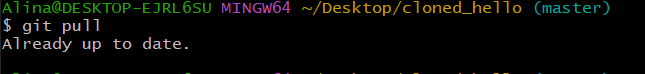 Alina@DESKTOP-EJRL6SU MINGW64 ~/Desktop/cloned_hello (master)
$ git pull
Already up to date.